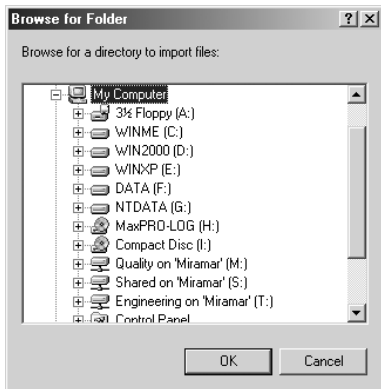 Browse for Folder
Browse for a directory to import files:
My Computer
3½ Floppy (A:)
WINME (C:)
WIN2000 (D:)
WINXP (E:)
DATA (F:)
NTDATA (G:)
MaxPRO-LOG (H:)
Compact Disc (I:)
Quality on 'Miramar' (M:)
Shared on 'Miramar' (S:)
Engineering on 'Miramar' (T:)
Control Panel
OK Cancel